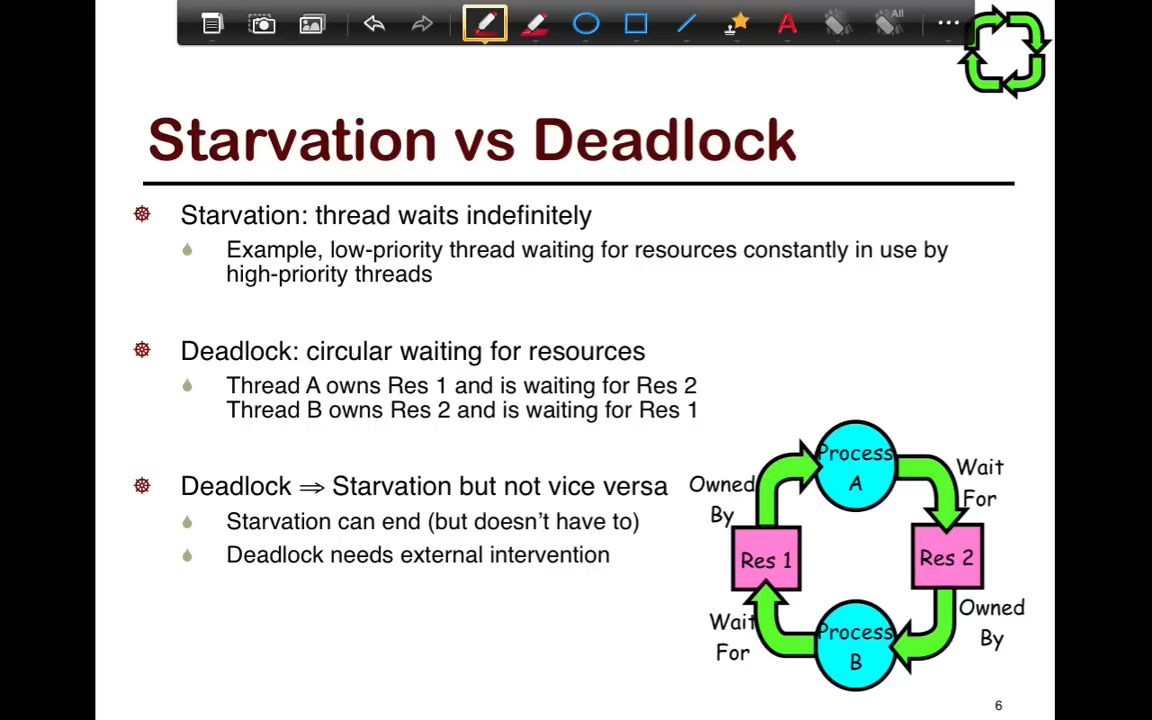 All
A
Starvation vs Deadlock
Starvation: thread waits indefinitely
Example, low-priority thread waiting for resources constantly in use by
high-priority threads
Deadlock: circular waiting for resources
Thread A owns Res 1 and is waiting for Res 2
Thread B owns Res 2 and is waiting for Res 1
Deadlock ⇒ Starvation but not vice versa
Starvation can end (but doesn’t have to)
Deadlock needs external intervention
Process
A
Wait
For
Owned
By
Res 1
Res 2
Owned
By
Wait
For
Process
B
6